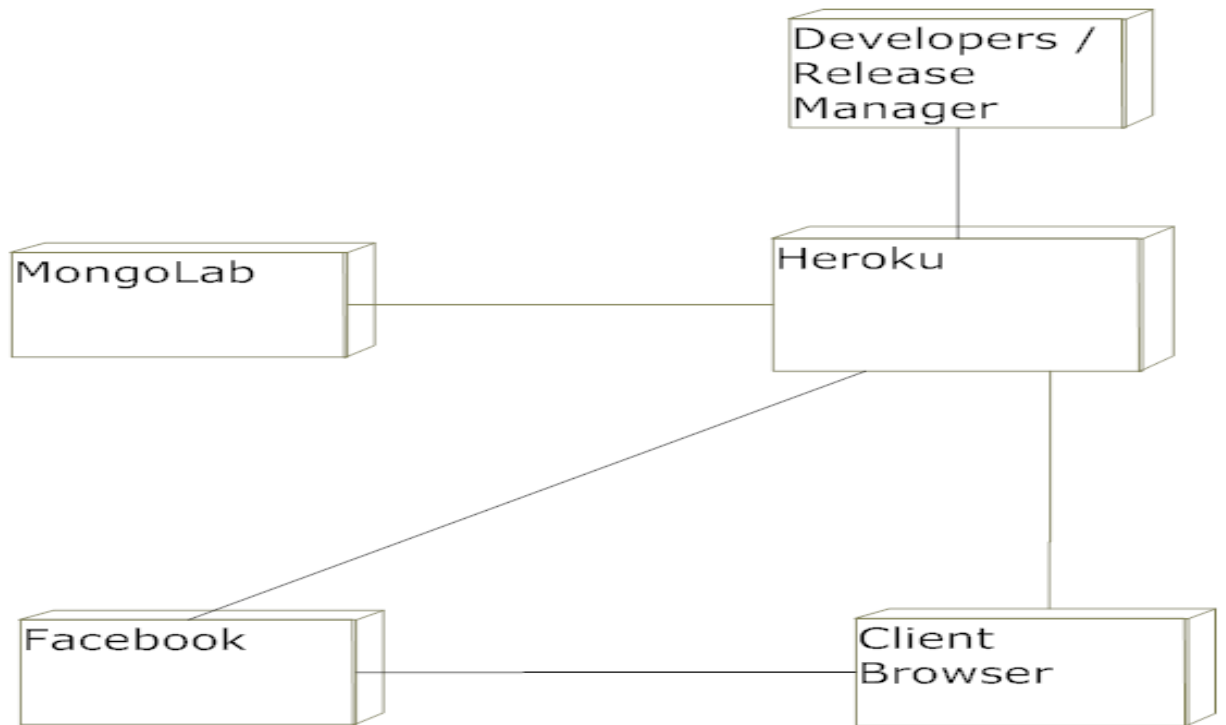 Developers /
Release
Manager
MongoLab
Heroku
Facebook
Client
Browser